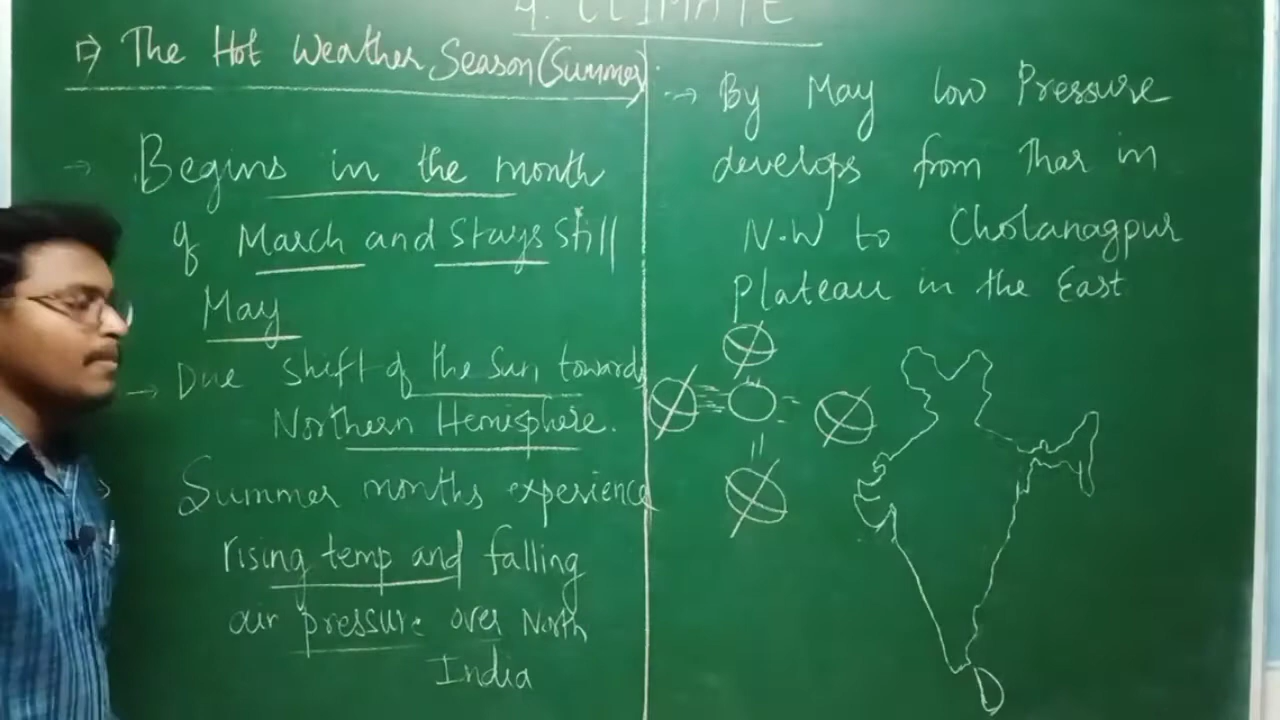 4. CLIMATE
The Hot Weather Season (Summer)
Begins in the month
of March and Stays Still
May
Due Shift of the Sun towards
Northern Hemisphere.
Summer months experience
rising temp and falling
air pressure over North
India
By May low Pressure
develops from Thar in
N.W to Chotanagpur
Plateau in the East